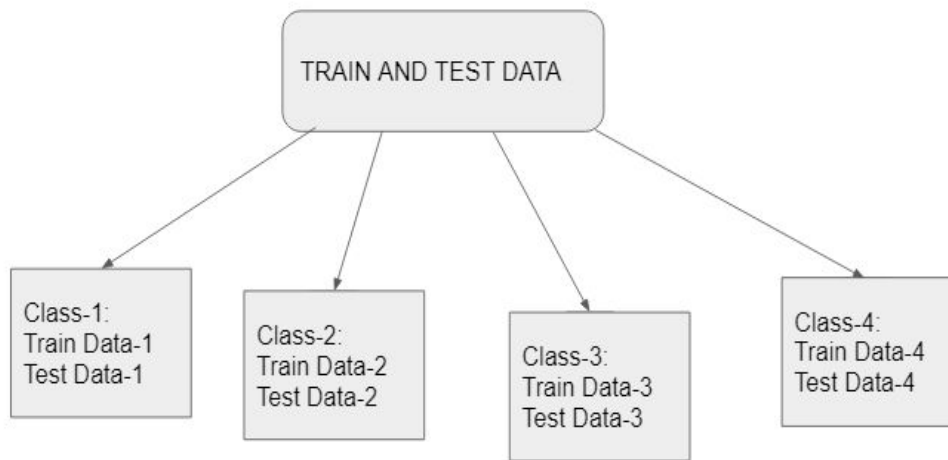 TRAIN AND TEST DATA
Class-1:
Train Data-1
Test Data-1
Class-2:
Train Data-2
Test Data-2
Class-3:
Train Data-3
Test Data-3
Class-4:
Train Data-4
Test Data-4